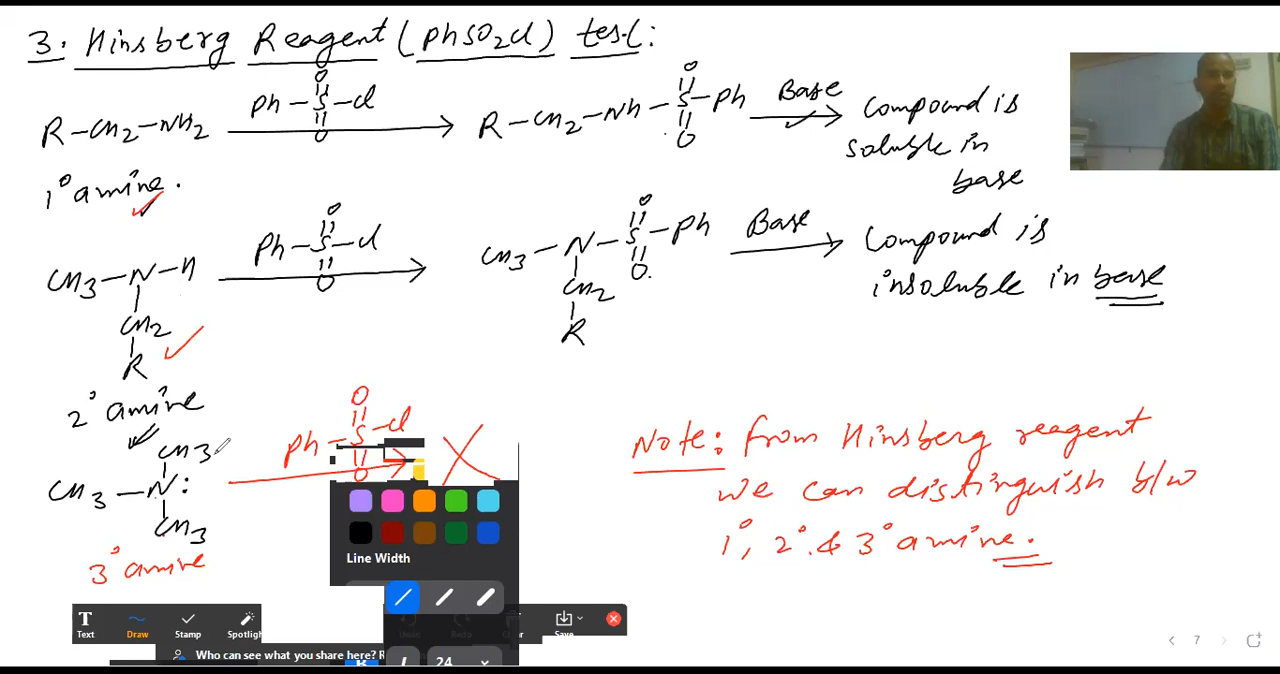 3. Hinsberg Reagent (PhSO2Cl) test:
R-CH2-NH2
Ph-S-Cl
O
O
R-CH2-NH-S-Ph
O
O
Base
Compound is
soluble in
base
1° amine.
CH3-N-H
CH2
R
Ph-S-Cl
O
O
CH3-N-S-Ph
O
O
CH2
R
Base
Compound is
insoluble in base
2° amine
CH3
CH3-N:
CH3
3° amine
Ph-S-Cl
O
O
X
Note: From Hinsberg reagent
we can distinguish b/w
1°, 2° & 3° amine.
Line Width
Text
Draw
Stamp
Spotlig
Save
Who can see what you share here? R
24
7